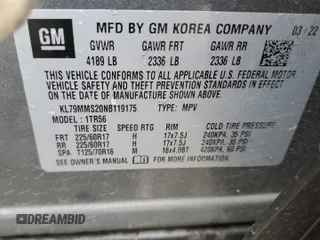 GM
MFD BY GM KOREA COMPANY 03/22
GVWR GAWR FRT GAWR RR
4189 LB 2336 LB 2336 LB
THIS VEHICLE CONFORMS TO ALL APPLICABLE U.S. FEDERAL MOTOR
VEHICLE SAFETY AND THEFT PREVENTION STANDARDS IN EFFECT
ON THE DATE OF MANUFACTURE SHOWN ABOVE.
KL79MMS20NB119175 TYPE: MPV
MODEL: 1TR56
TIRE SIZE SPEED RTG RIM COLD TIRE PRESSURE
FRT 225/60R17 H 17x7.5J 240KPA, 35 PSI
RR 225/60R17 H 17x7.5J 240KPA, 35 PSI
SPA T125/70R16 M 16x4.0BT 420KPA, 60 PSI
SEE OWNER'S MANUAL FOR ADDITIONAL INFORMATION.
DREAMBID